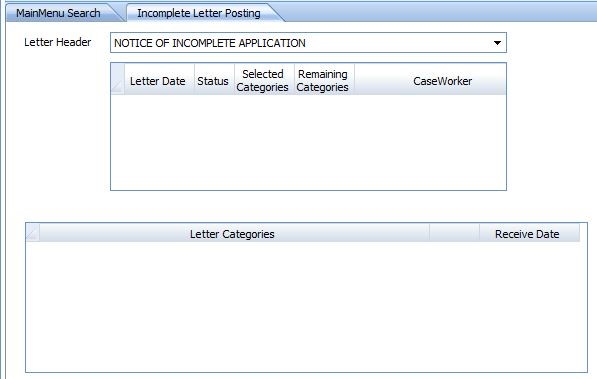 MainMenu Search Incomplete Letter Posting
Letter Header NOTICE OF INCOMPLETE APPLICATION
Letter Date Status Selected Categories Remaining Categories CaseWorker
Letter Categories Receive Date